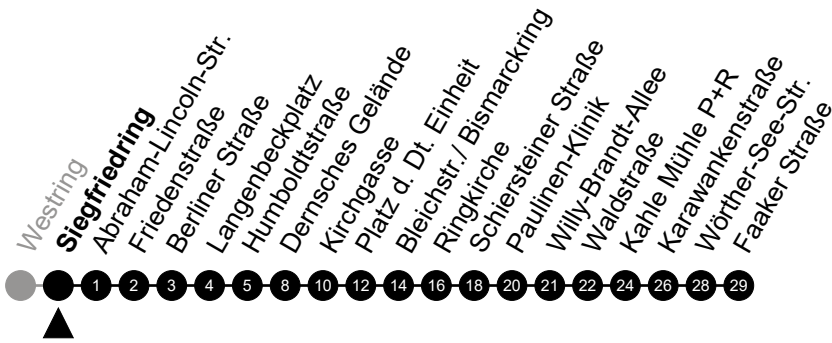 Westring
Siegfriedring
Abraham-Lincoln-Str.
Friedenstraße
Berliner Straße
Langenbeckplatz
Humboldtstraße
Dernsches Gelände
Kirchgasse
Platz d. Dt. Einheit
Bleichstr./ Bismarckring
Ringkirche
Schiersteiner Straße
Paulinen-Klinik
Willy-Brandt-Allee
Waldstraße
Kahle Mühle P+R
Karawankenstraße
Wörther-See-Str.
Faaker Straße
1 2 3 4 5 8 10 12 14 16 18 20 21 22 24 26 28 29